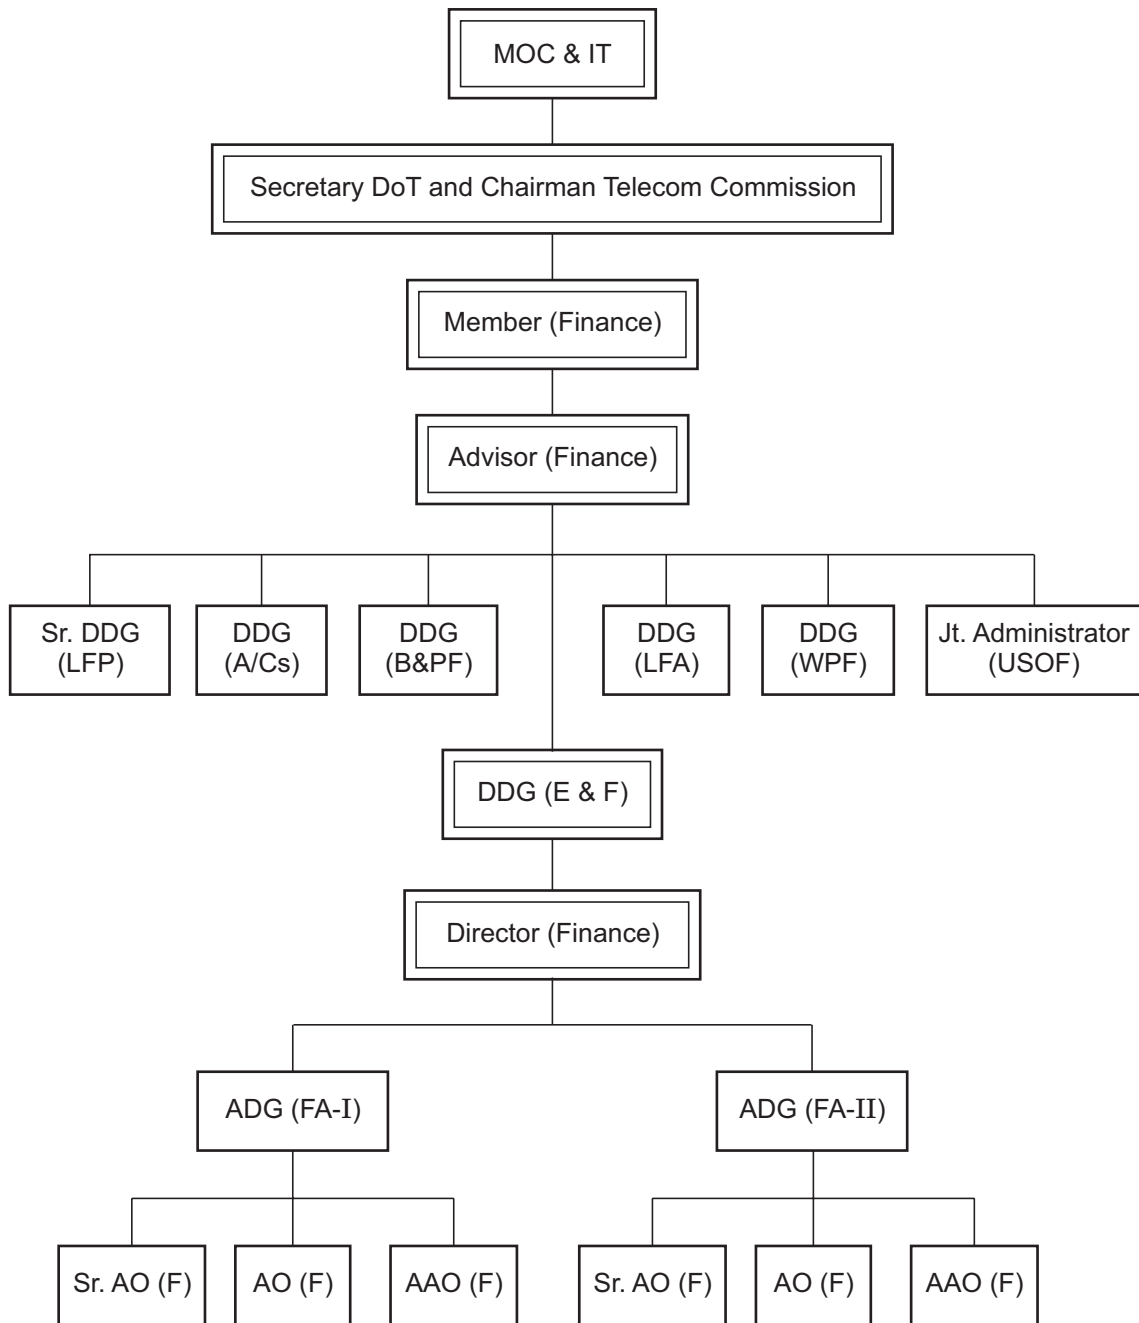 MOC & IT
Secretary DoT and Chairman Telecom Commission
Member (Finance)
Advisor (Finance)
Sr. DDG
(LFP)
DDG
(A/Cs)
DDG
(B&PF)
DDG
(LFA)
DDG
(WPF)
Jt. Administrator
(USOF)
DDG (E & F)
Director (Finance)
ADG (FA-I)
ADG (FA-II)
Sr. AO (F)
AO (F)
AAO (F)
Sr. AO (F)
AO (F)
AAO (F)